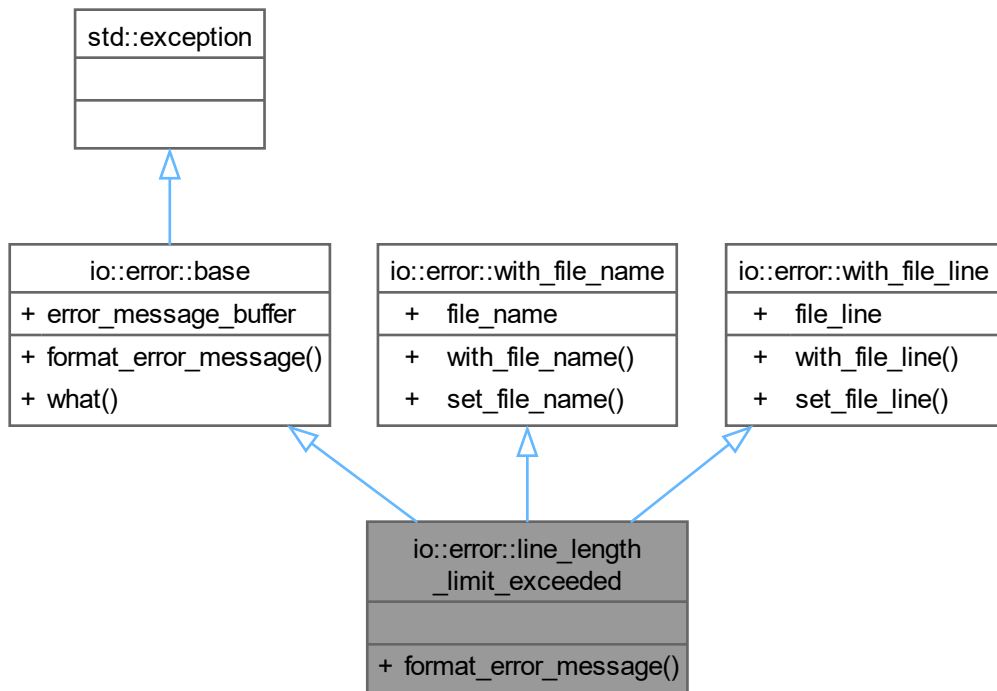 std::exception
io::error::base
+ error_message_buffer
+ format_error_message()
+ what()
io::error::with_file_name
+ file_name
+ with_file_name()
+ set_file_name()
io::error::with_file_line
+ file_line
+ with_file_line()
+ set_file_line()
io::error::line_length
_limit_exceeded
+ format_error_message()